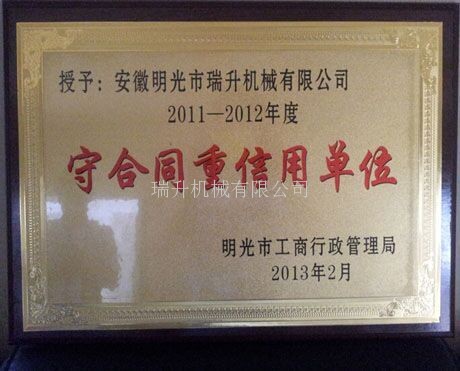 授予：安徽明光市瑞升机械有限公司
2011—2012年度
守合同重信用单位
瑞升机械有限公司
明光市工商行政管理局
2013年2月